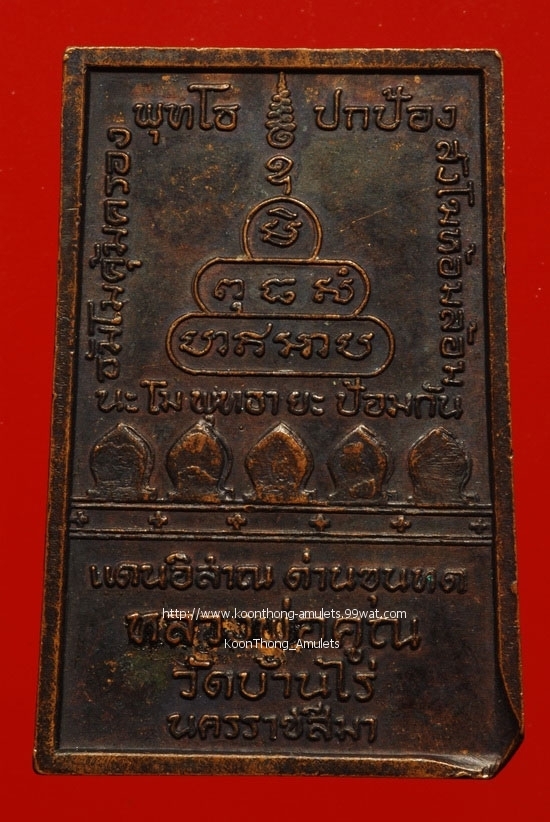 พุทโธ ปกป้อง
ธัมโมคุ้มครอง
สังโฆห้อมล้อม
นะ โม พุทธา ยะ ป้องกัน
แดนอิสาณ ด่านขุนทด
http://www.koonthong-amulets.99wat.com
หลวงพ่อคูณ
KoonThong_Amulets
วัดบ้านไร่
นครราชสีมา